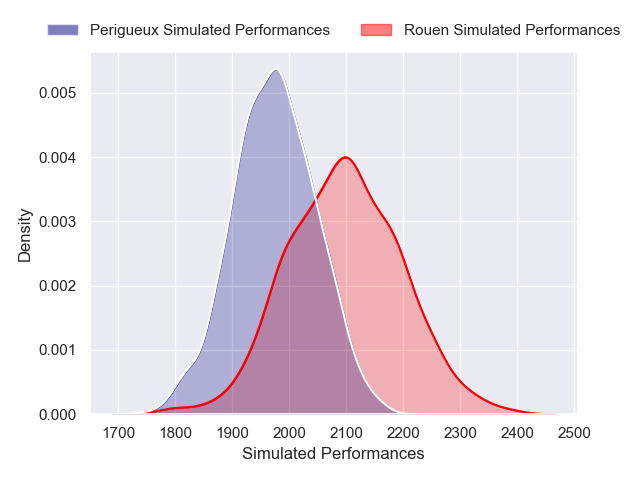 Perigueux Simulated Performances
Rouen Simulated Performances
Density
0.005
0.004
0.003
0.002
0.001
0.000
1700 1800 1900 2000 2100 2200 2300 2400 2500
Simulated Performances